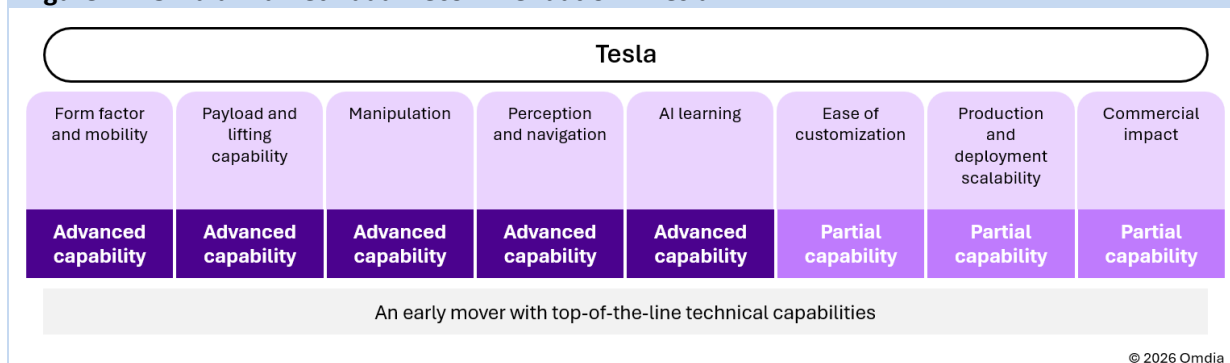 Tesla
Form factor
and mobility
Payload and
lifting
capability
Manipulation
Perception
and navigation
AI learning
Ease of
customization
Production
and
deployment
scalability
Commercial
impact
Advanced
capability
Advanced
capability
Advanced
capability
Advanced
capability
Advanced
capability
Partial
capability
Partial
capability
Partial
capability
An early mover with top-of-the-line technical capabilities
© 2026 Omdia